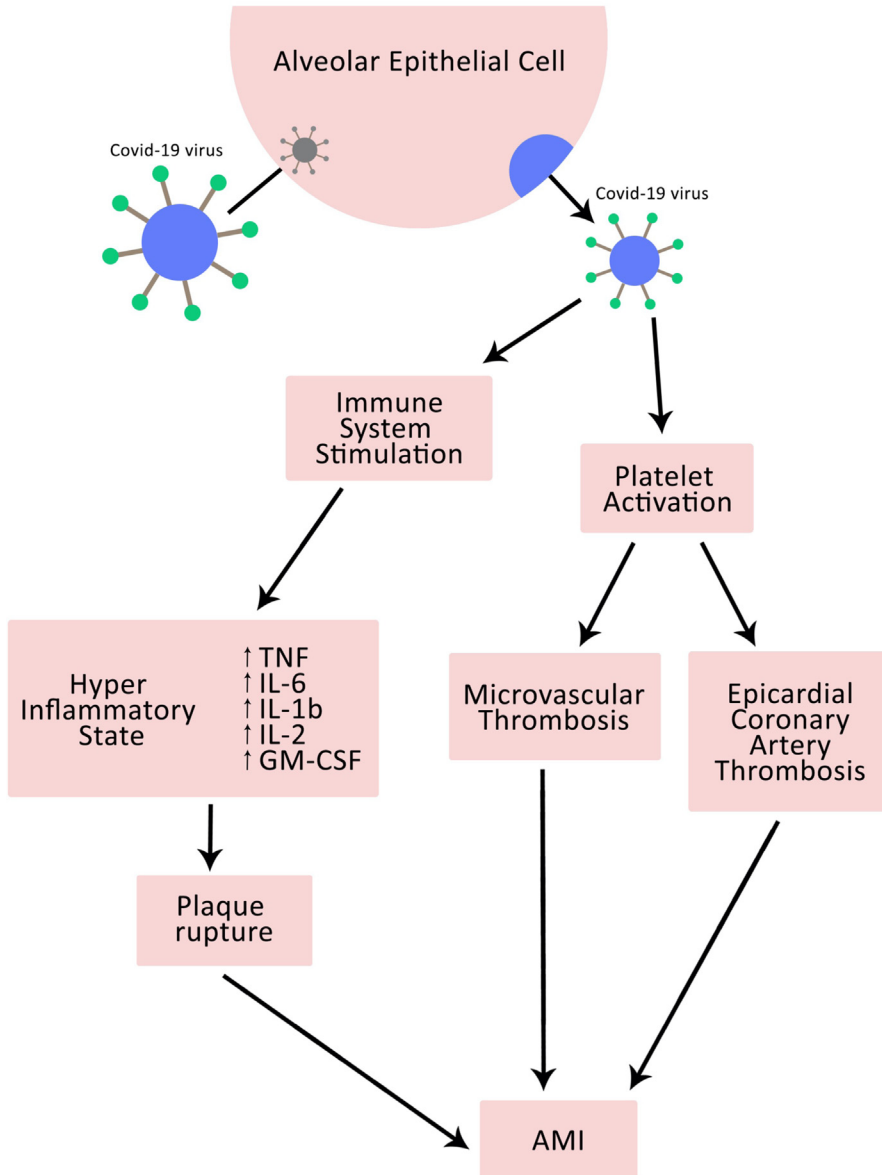 Alveolar Epithelial Cell
Covid-19 virus
Covid-19 virus
Immune
System
Stimulation
Platelet
Activation
Hyper
Inflammatory
State
↑ TNF
↑ IL-6
↑ IL-1b
↑ IL-2
↑ GM-CSF
Microvascular
Thrombosis
Epicardial
Coronary
Artery
Thrombosis
Plaque
rupture
AMI